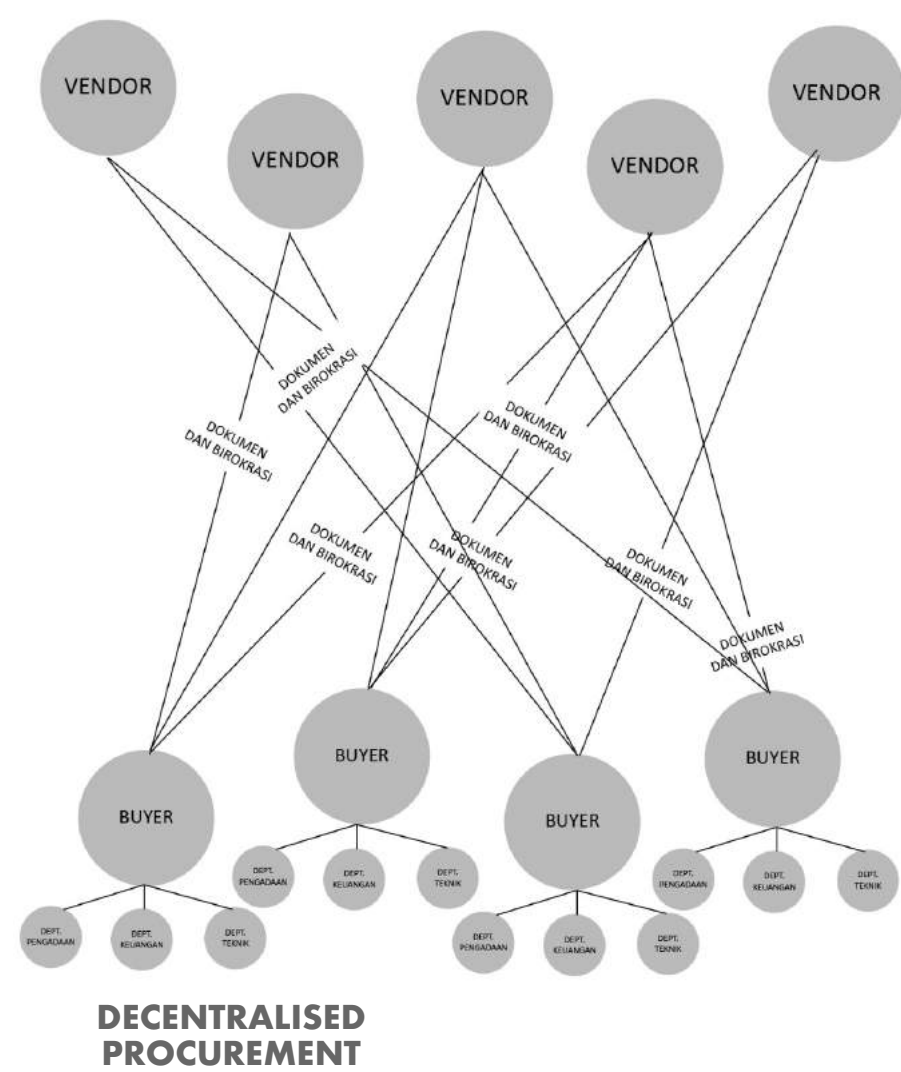 VENDOR
VENDOR
VENDOR
VENDOR
VENDOR
DOKUMEN
DAN BIROKRASI
DOKUMEN
DAN BIROKRASI
DOKUMEN
DAN BIROKRASI
DOKUMEN
DAN BIROKRASI
DOKUMEN
DAN BIROKRASI
DOKUMEN
DAN BIROKRASI
DOKUMEN
DAN BIROKRASI
BUYER
BUYER
BUYER
BUYER
DEPT.
PENGADAAN
DEPT.
KEUANGAN
DEPT.
TEKNIK
DEPT.
PENGADAAN
DEPT.
KEUANGAN
DEPT.
TEKNIK
DEPT.
PENGADAAN
DEPT.
KEUANGAN
DEPT.
TEKNIK
DEPT.
PENGADAAN
DEPT.
KEUANGAN
DEPT.
TEKNIK
DECENTRALISED
PROCUREMENT